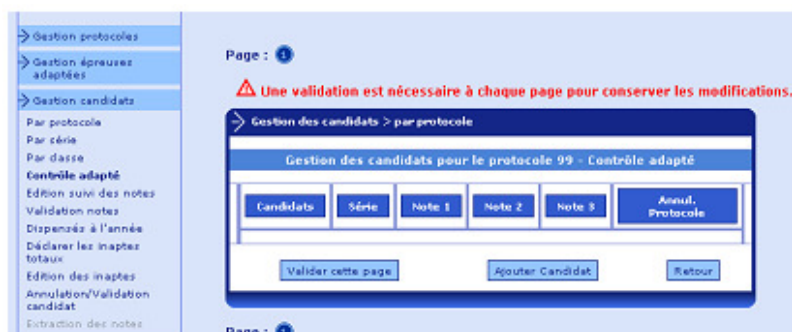 Gestion protocoles
Gestion épreuves
adaptées
Gestion candidats
Par protocole
Par série
Par classe
Contrôle adapté
Edition suivi des notes
Validation notes
Dispensés à l'année
Déclarer les inaptes
totaux
Edition des inaptes
Annulation/Validation
candidat
Extraction des notes
Page : 1
Une validation est nécessaire à chaque page pour conserver les modifications.
Gestion des candidats > par protocole
Gestion des candidats pour le protocole 99 - Contrôle adapté
Candidats Série Note 1 Note 2 Note 3 Annul.
Protocole
Valider cette page Ajouter Candidat Retour
Page : 1